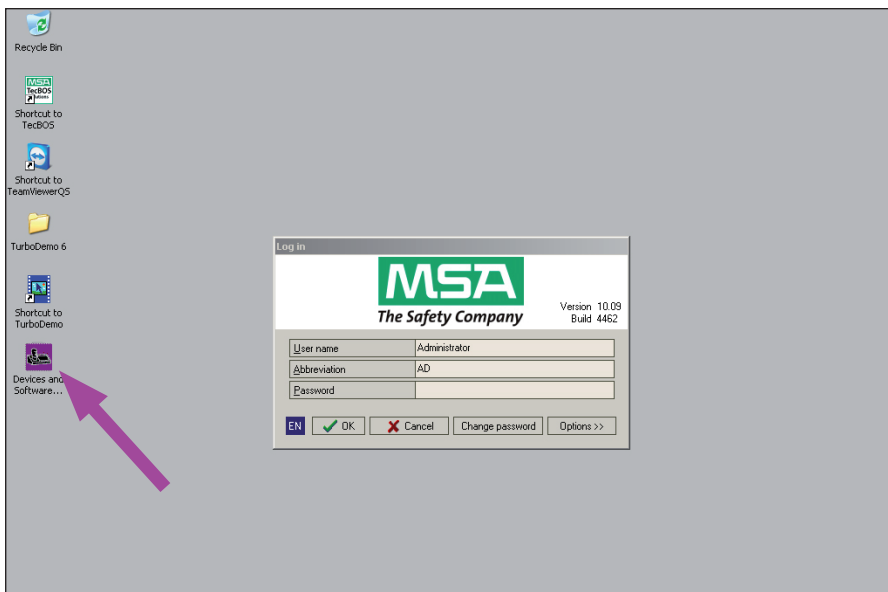 Recycle Bin
MSA
TecBOS
Shortcut to
TecBOS
Shortcut to
TeamViewerQS
TurboDemo 6
Shortcut to
TurboDemo
Devices and
Software...
Log in
MSA
The Safety Company
Version 10.09
Build 4462
User name
Administrator
Abbreviation
AD
Password
EN
OK
Cancel
Change password
Options >>